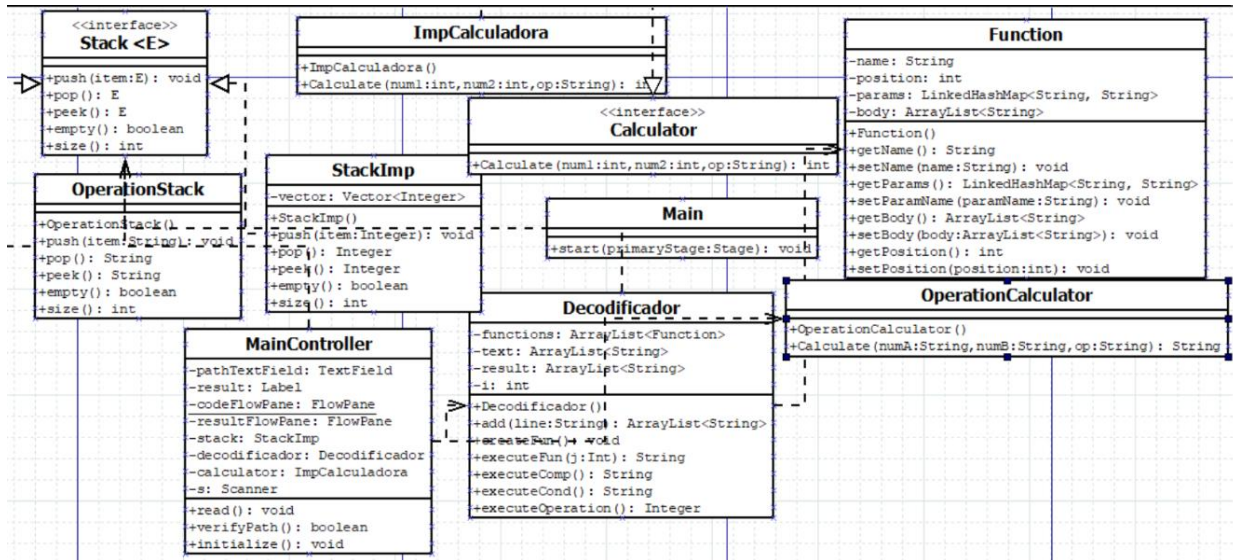 <<interface>>
Stack <E>
+push(item:E): void
+pop(): E
+peek(): E
+empty(): boolean
+size(): int
ImpCalculadora
+ImpCalculadora()
+Calculate(num1:int,num2:int,op:String): int
<<interface>>
Calculator
+Calculate(num1:int,num2:int,op:String): int
Function
-name: String
-position: int
-params: LinkedHashMap<String, String>
-body: ArrayList<String>
+Function()
+getName(): String
+setName(name:String): void
+getParams(): LinkedHashMap<String, String>
+setParamName(paramName:String): void
+getBody(): ArrayList<String>
+setBody(body:ArrayList<String>): void
+getPosition(): int
+setPosition(position:int): void
OperationStack
+OperationStack()
+push(item:String): void
+pop(): String
+peek(): String
+empty(): boolean
+size(): int
StackImp
-vector: Vector<Integer>
+StackImp()
+push(item:Integer): void
+pop(): Integer
+peek(): Integer
+empty(): boolean
+size(): int
Main
+start(primaryStage:Stage): void
OperationCalculator
+OperationCalculator()
+Calculate(numA:String,numB:String,op:String): String
MainController
-pathTextField: TextField
-result: Label
-codeFlowPane: FlowPane
-resultFlowPane: FlowPane
-stack: StackImp
-decodificador: Decodificador
-calculator: ImpCalculadora
-s: Scanner
+read(): void
+verifyPath(): boolean
+initialize(): void
Decodificador
-functions: ArrayList<Function>
-text: ArrayList<String>
-result: ArrayList<String>
-i: int
+Decodificador()
+add(line:String): ArrayList<String>
+createFun(): void
+executeFun(j:Int): String
+executeComp(): String
+executeCond(): String
+executeOperation(): Integer